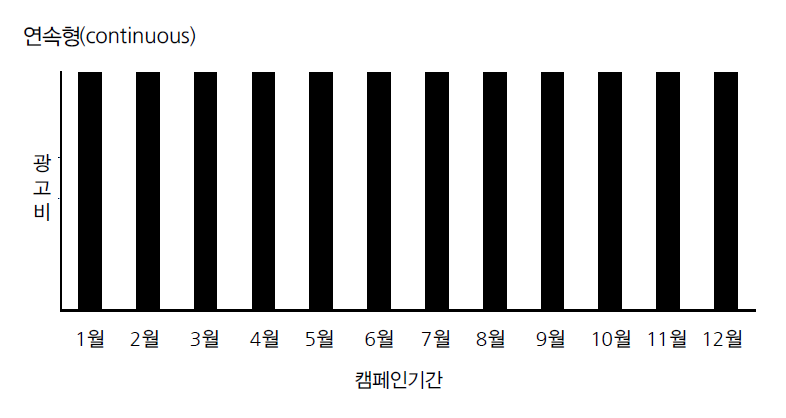 연속형(continuous)
광
고
비
1월 2월 3월 4월 5월 6월 7월 8월 9월 10월 11월 12월
캠페인기간